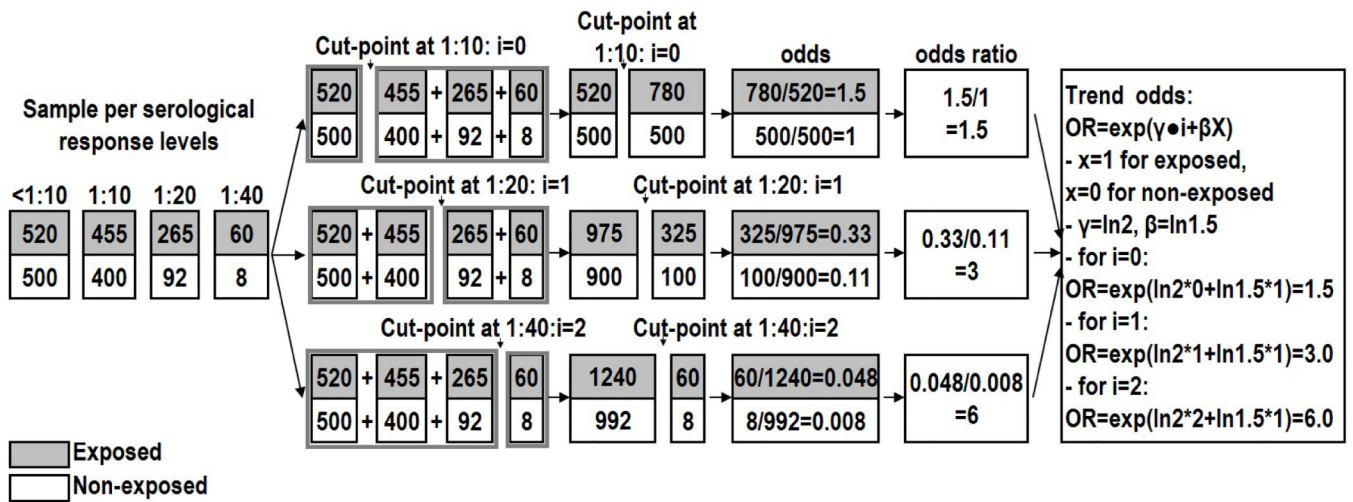 Sample per serological
response levels
<1:10 1:10 1:20 1:40
520 455 265 60
500 400 92 8
Cut-point at 1:10: i=0
520 455 + 265 + 60
500 400 + 92 + 8
Cut-point at
1:10: i=0
520 780
500 500
odds
780/520=1.5
500/500=1
odds ratio
1.5/1
=1.5
Cut-point at 1:20: i=1
520 + 455 265 + 60
500 + 400 92 + 8
Cut-point at 1:20: i=1
975 325
900 100
325/975=0.33
100/900=0.11
0.33/0.11
=3
Cut-point at 1:40:i=2
520 + 455 + 265 60
500 + 400 + 92 8
Cut-point at 1:40:i=2
1240 60
992 8
60/1240=0.048
8/992=0.008
0.048/0.008
=6
Trend odds:
OR=exp(γ●i+βX)
- x=1 for exposed,
x=0 for non-exposed
- γ=ln2, β=ln1.5
- for i=0:
OR=exp(ln2*0+ln1.5*1)=1.5
- for i=1:
OR=exp(ln2*1+ln1.5*1)=3.0
- for i=2:
OR=exp(ln2*2+ln1.5*1)=6.0
Exposed
Non-exposed